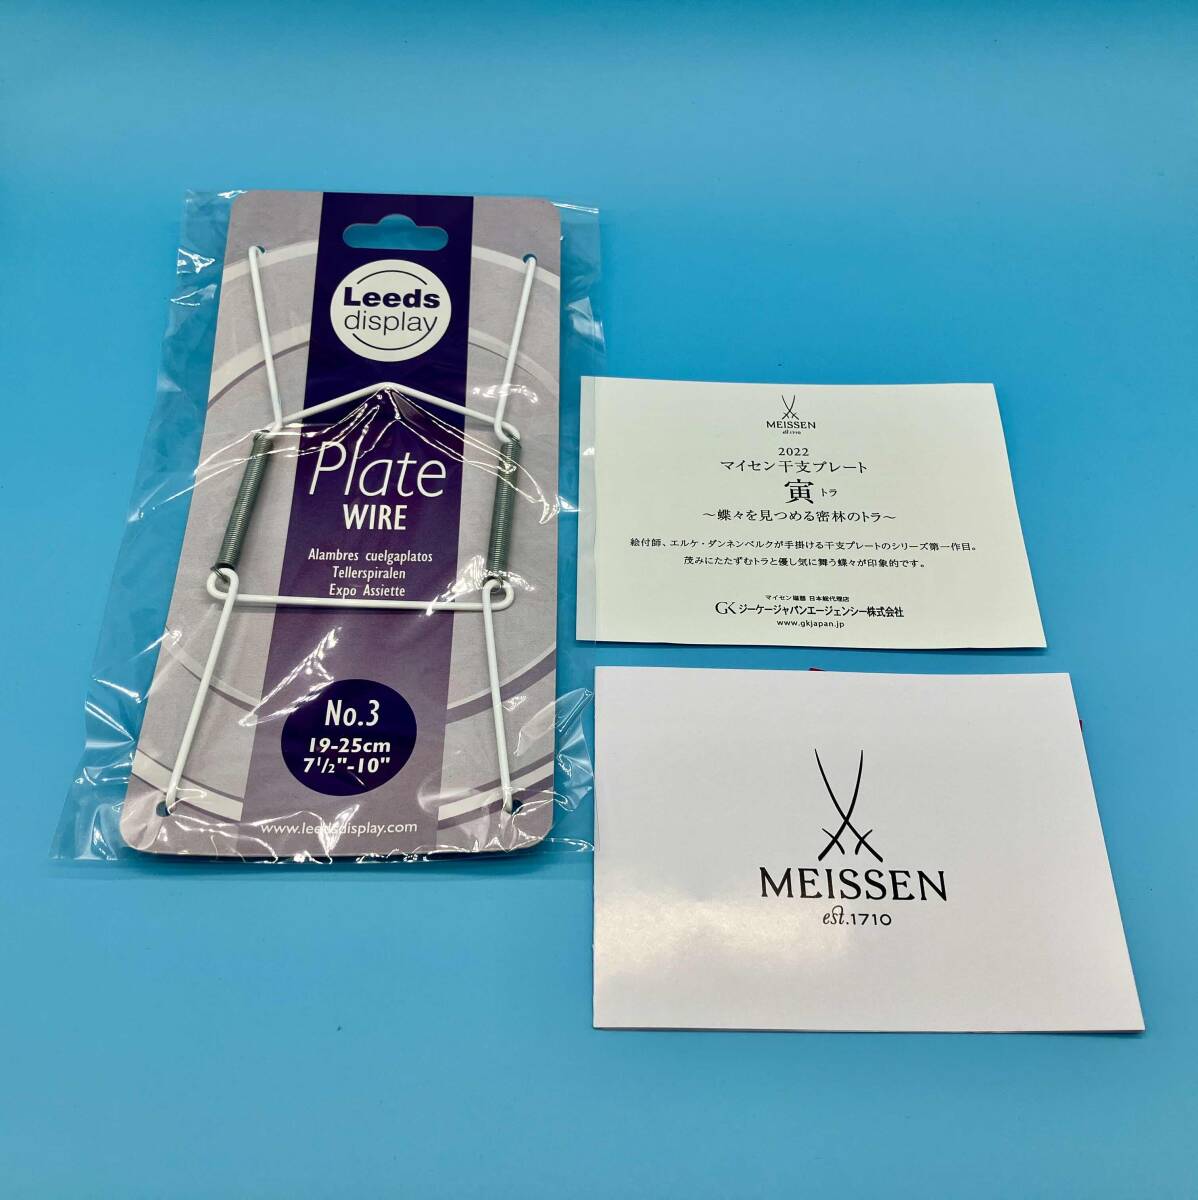 Leeds
display
Plate
WIRE
Alambres cuelgaplatos
Tellerspiralen
Expo Assiette
No.3
19-25cm
7½"-10"
www.leedsdisplay.com
MEISSEN
est.1710
2022
マイセン干支プレート
寅 トラ
～蝶々を見つめる密林のトラ～
絵付師、エルケ・ダンネンベルクが手掛ける干支プレートのシリーズ第一作目。
茂みにたたずむトラと優し気に舞う蝶々が印象的です。
マイセン磁器 日本総代理店
GK ジーケージャパンエージェンシー株式会社
www.gkjapan.jp
MEISSEN
est.1710